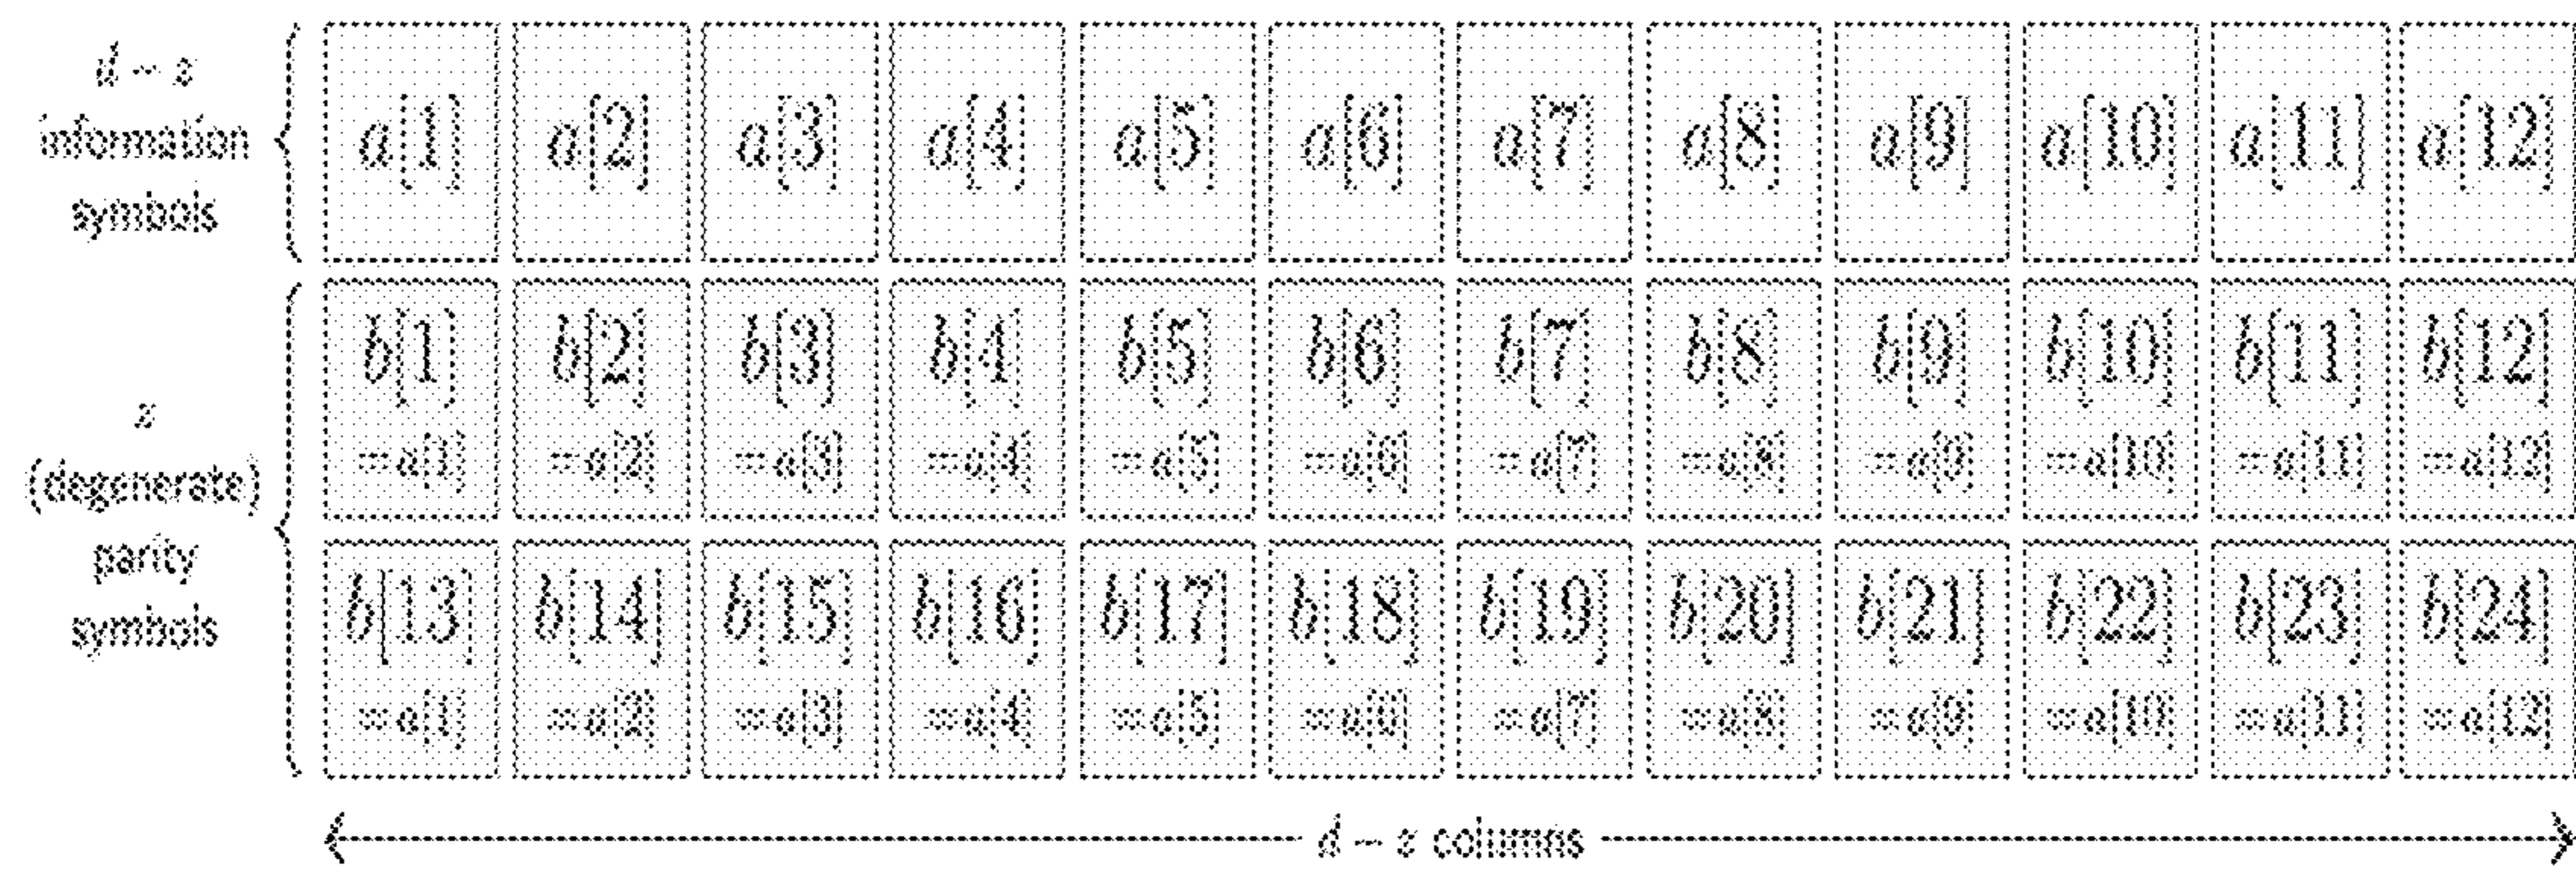 d – z
information
symbols
a[1] a[2] a[3] a[4] a[5] a[6] a[7] a[8] a[9] a[10] a[11] a[12]
z
(degenerate)
parity
symbols
b[1] b[2] b[3] b[4] b[5] b[6] b[7] b[8] b[9] b[10] b[11] b[12]
=a[1] =a[2] =a[3] =a[4] =a[5] =a[6] =a[7] =a[8] =a[9] =a[10] =a[11] =a[12]
b[13] b[14] b[15] b[16] b[17] b[18] b[19] b[20] b[21] b[22] b[23] b[24]
=a[1] =a[2] =a[3] =a[4] =a[5] =a[6] =a[7] =a[8] =a[9] =a[10] =a[11] =a[12]
d – z columns